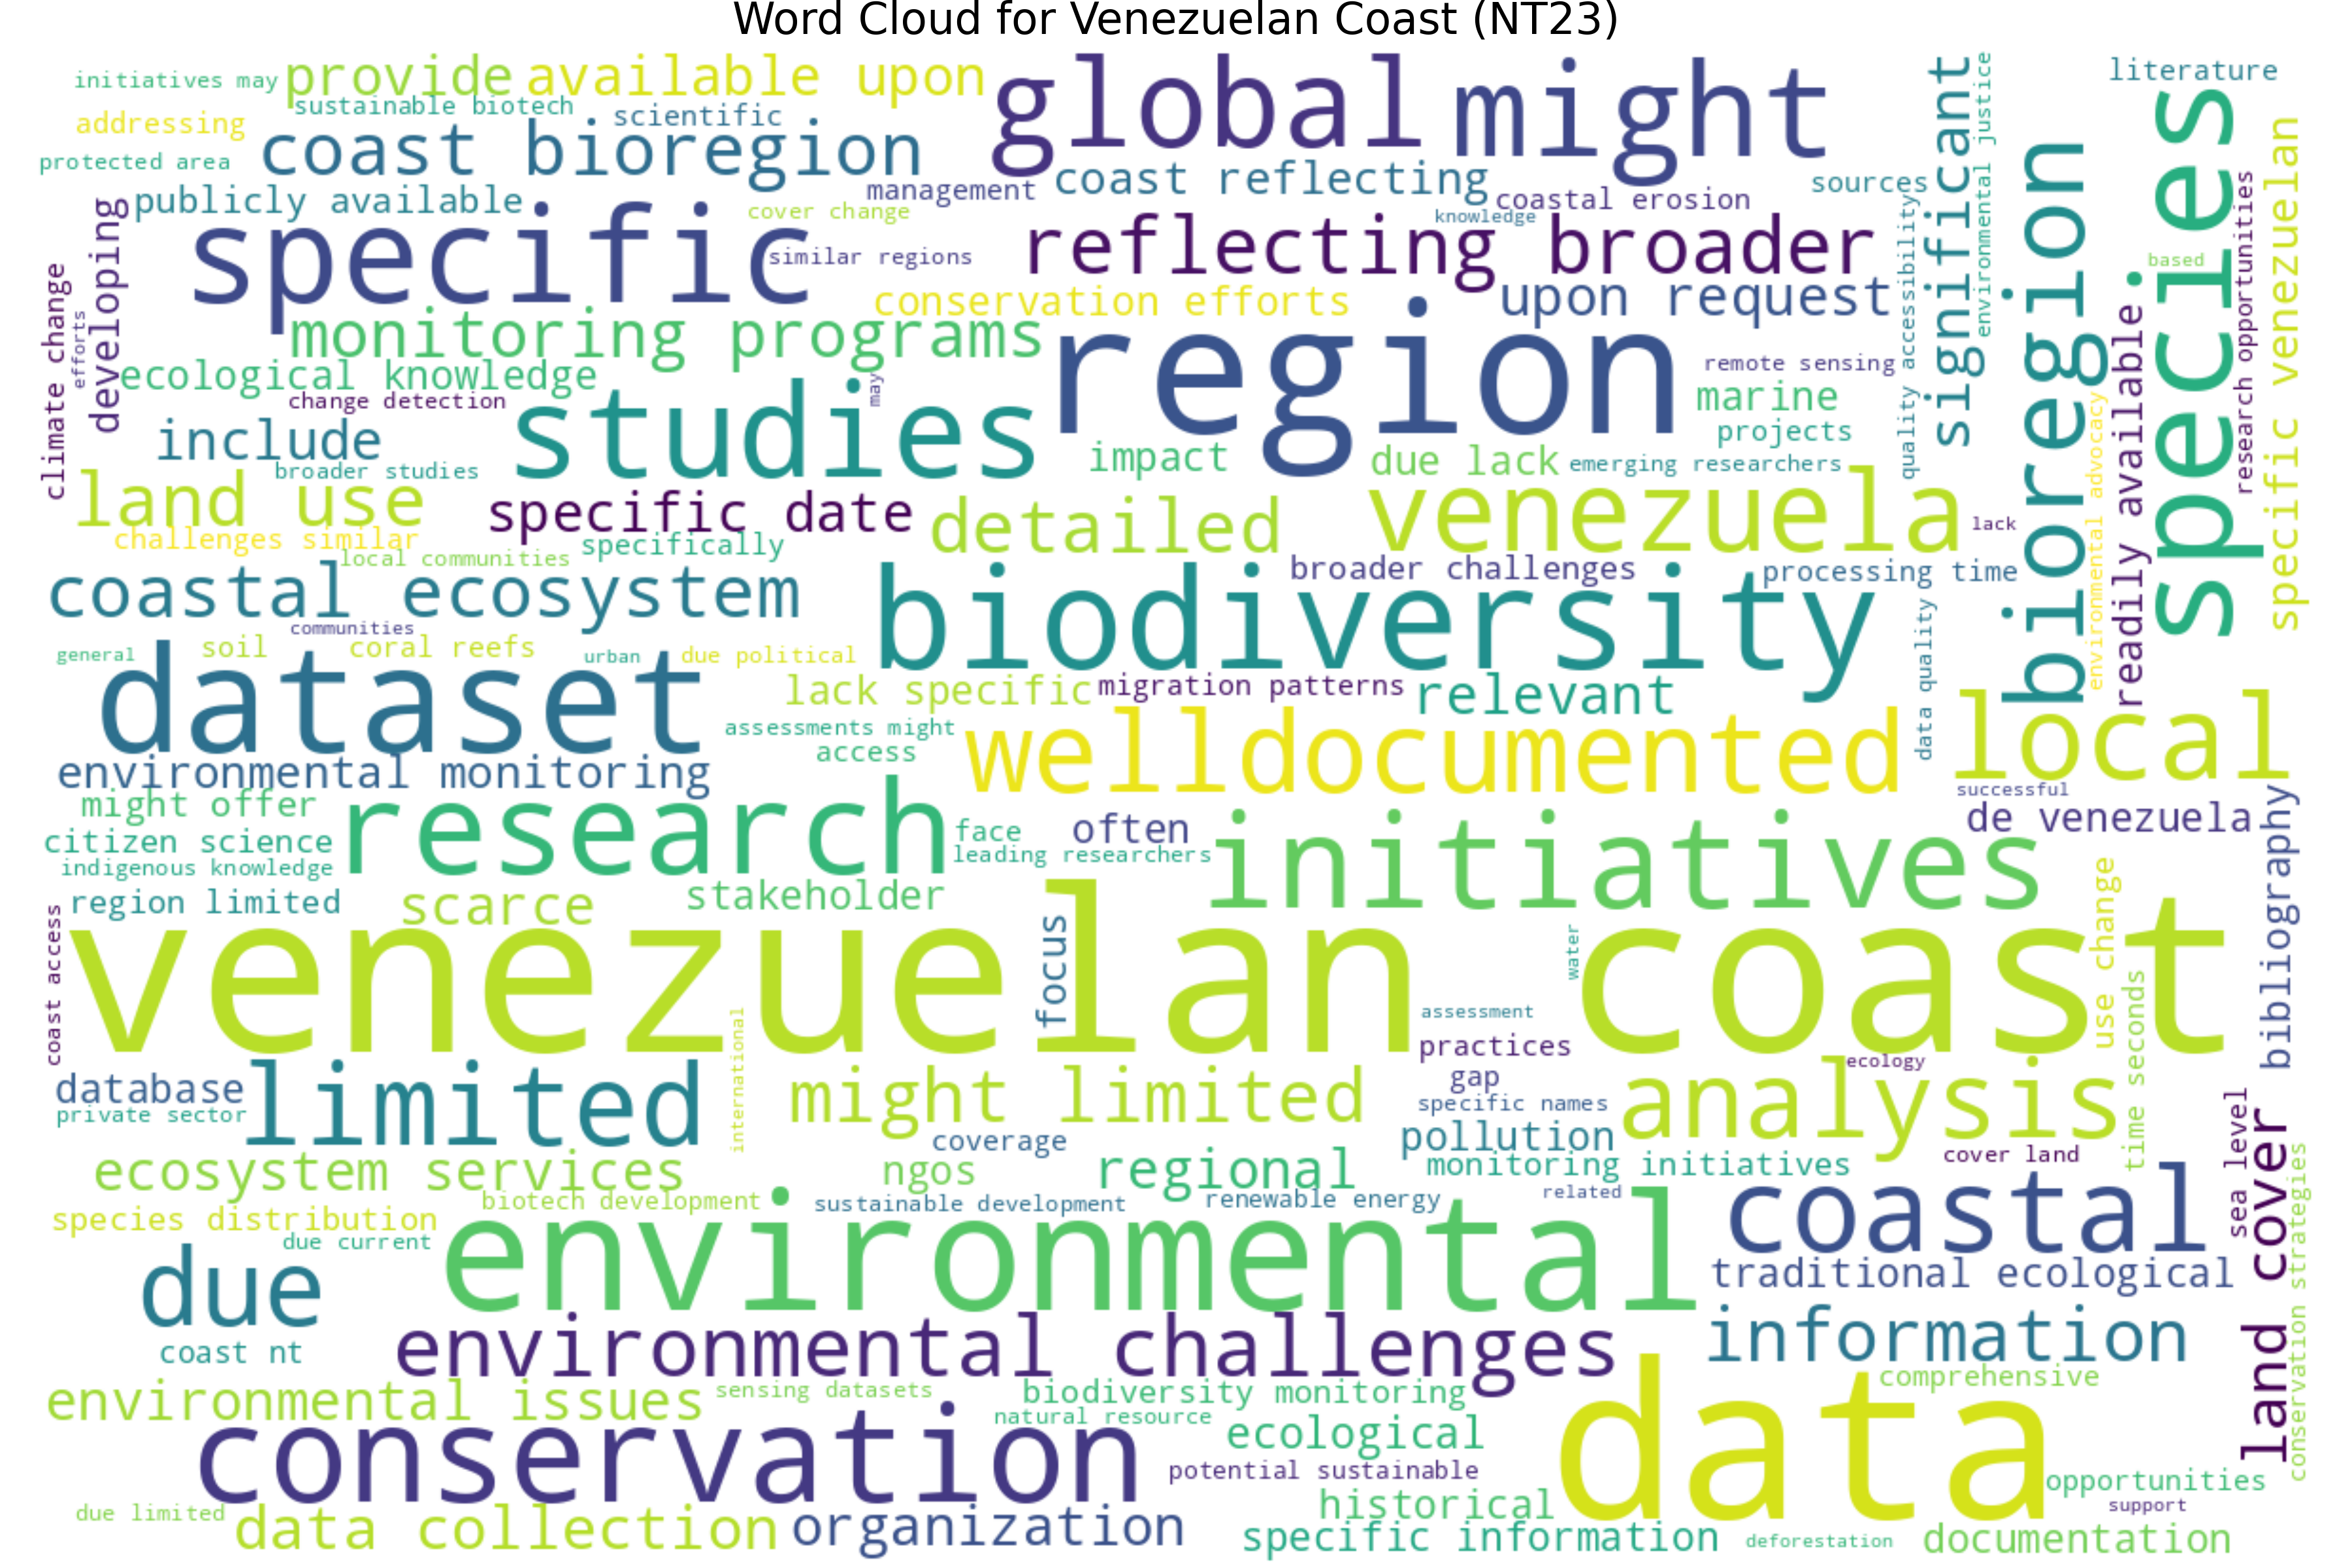 Word Cloud for Venezuelan Coast (NT23)
initiatives may
provide
available upon
global
might
significant
environmental justice
literature
sustainable biotech
scientific
addressing
coast bioregion
protected area
publicly available
management
coast reflecting
coastal erosion
sources
species
specific venezuelan
bioregion
research opportunities
developing
specific
cover change
knowledge
reflecting broader
quality accessibility
similar regions
based
climate change
efforts
conservation efforts
upon request
readily available
monitoring programs
region
remote sensing
ecological knowledge
may
change detection
studies
marine
environmental advocacy
include
impact
projects
broader studies
due lack
emerging researchers
land use
specific date
detailed
venezuela
lack
challenges similar
specifically
local communities
coastal ecosystem
biodiversity
broader challenges
processing time
data quality
communities
general
soil
coral reefs
urban
due political
dataset
lack specific
migration patterns
relevant
local
assessments might
access
welldocumented
environmental monitoring
might offer
research
successful
de venezuela
bibliography
citizen science
face
often
initiatives
leading researchers
indigenous knowledge
region limited
scarce
stakeholder
use change
coast access
venezuelan coast
focus
water
time seconds
international
assessment
practices
ecology
database
limited
might limited
gap
analysis
private sector
specific names
sea level
land cover
coverage
pollution
conservation strategies
ecosystem services
ngos
regional
monitoring initiatives
cover land
biotech development
sustainable development
renewable energy
related
coastal
species distribution
due current
environmental
due
traditional ecological
coast nt
environmental challenges
information
environmental issues
sensing datasets
biodiversity monitoring
data
comprehensive
natural resource
conservation
ecological
potential sustainable
opportunities
due limited
data collection
organization
historical
support
specific information
deforestation
documentation